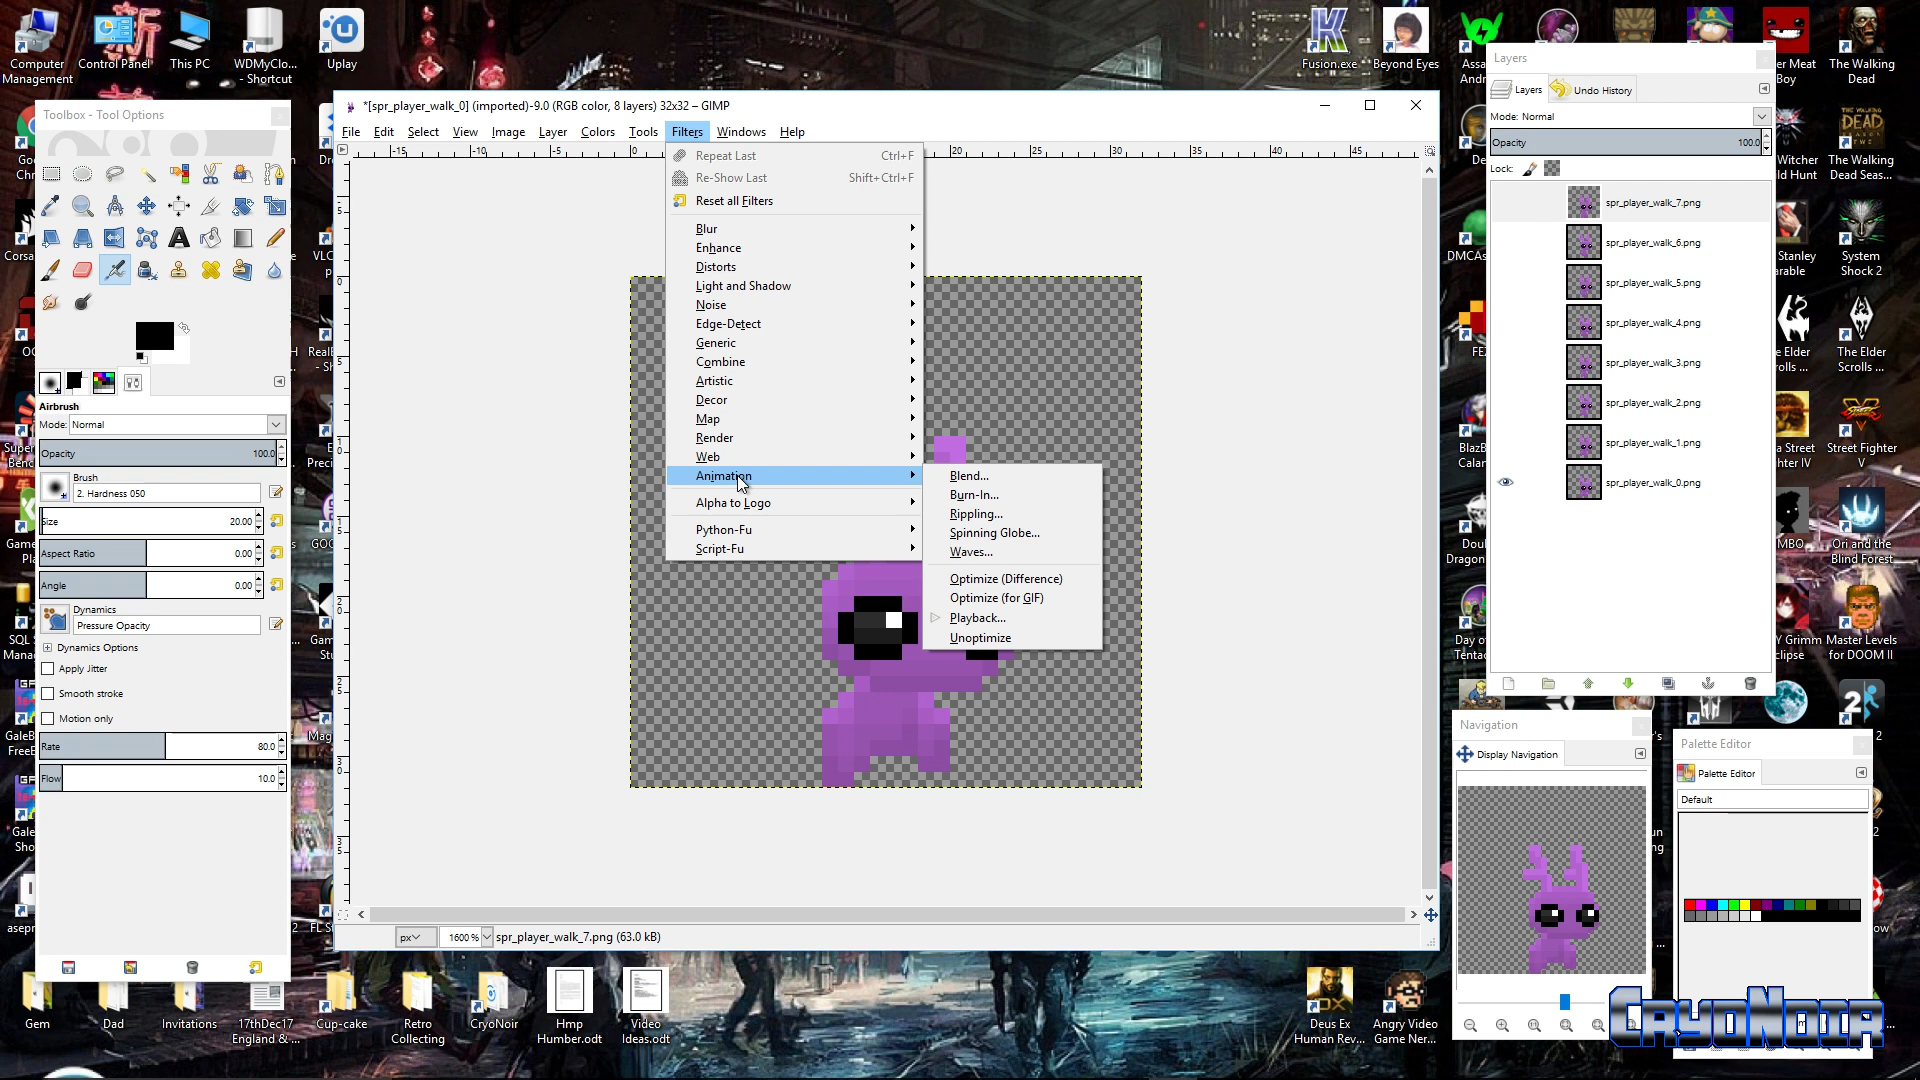 Computer Management
Control Panel
This PC
WDMyClo... - Shortcut
Uplay
Fusion.exe
Beyond Eyes
The Walking Dead
Toolbox - Tool Options
*[spr_player_walk_0] (imported)-9.0 (RGB color, 8 layers) 32x32 – GIMP
File Edit Select View Image Layer Colors Tools Filters Windows Help
-15 -10 -5 0 20 25 30 35 40 45
Repeat Last Ctrl+F
Re-Show Last Shift+Ctrl+F
Reset all Filters
Blur
Enhance
Distorts
Light and Shadow
Noise
Edge-Detect
Generic
Combine
Artistic
Decor
Map
Render
Web
Animation
Alpha to Logo
Python-Fu
Script-Fu
Blend...
Burn-In...
Rippling...
Spinning Globe...
Waves...
Optimize (Difference)
Optimize (for GIF)
Playback...
Unoptimize
Airbrush
Mode: Normal
Opacity 100.0
Brush
2. Hardness 050
Size 20.00
Aspect Ratio 0.00
Angle 0.00
Dynamics
Pressure Opacity
Dynamics Options
Apply Jitter
Smooth stroke
Motion only
Rate 80.0
Flow 10.0
px 1600 % spr_player_walk_7.png (63.0 kB)
Layers
Layers Undo History
Mode: Normal
Opacity 100.0
Lock:
spr_player_walk_7.png
spr_player_walk_6.png
spr_player_walk_5.png
spr_player_walk_4.png
spr_player_walk_3.png
spr_player_walk_2.png
spr_player_walk_1.png
spr_player_walk_0.png
The Walking Dead Seas...
System Shock 2
The Elder Scrolls ...
Street Fighter V
Ori and the Blind Forest
Master Levels for DOOM II
Navigation
Display Navigation
Palette Editor
Palette Editor
Default
Gem
Dad
Invitations
17thDec17 England & ...
Cup-cake
Retro Collecting
CryoNoir
Hmp Humber.odt
Video Ideas.odt
Deus Ex Human Rev...
Angry Video Game Ner...
CryoNoir